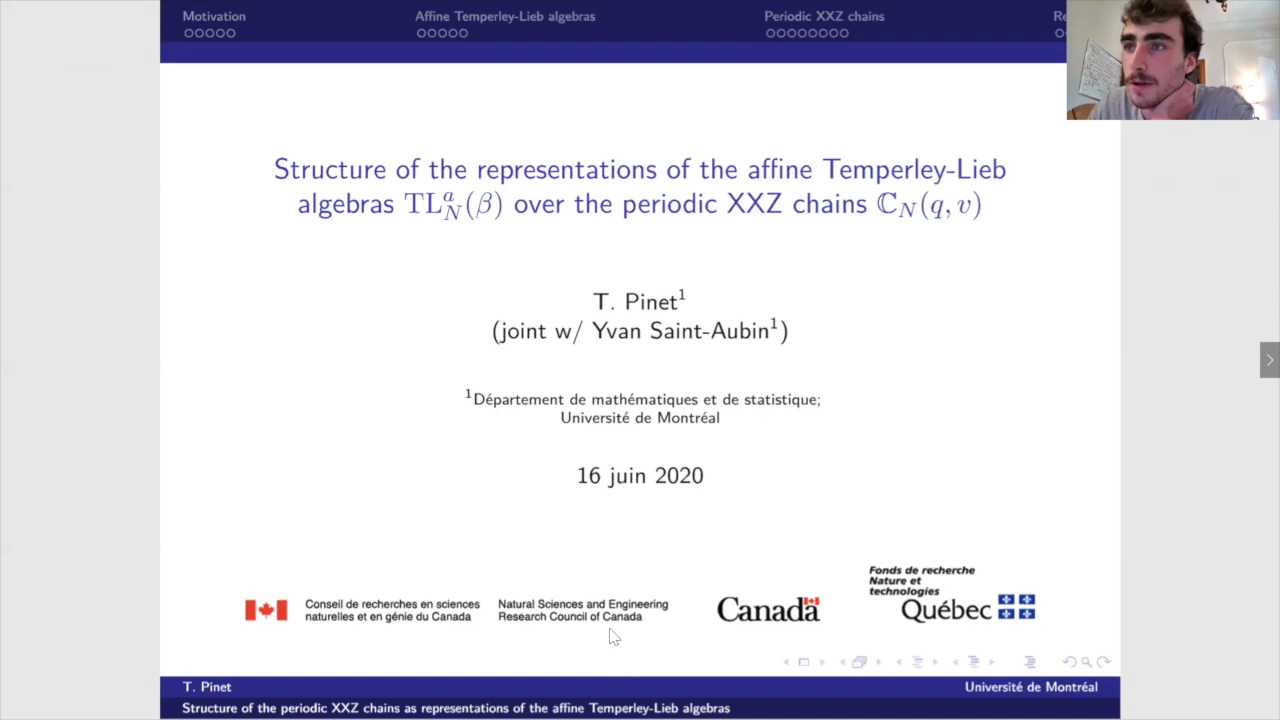 Motivation
Affine Temperley-Lieb algebras
Periodic XXZ chains
Structure of the representations of the affine Temperley-Lieb
algebras TL^a_N(β) over the periodic XXZ chains ℂ_N(q, v)
T. Pinet¹
(joint w/ Yvan Saint-Aubin¹)
¹Département de mathématiques et de statistique;
Université de Montréal
16 juin 2020
Conseil de recherches en sciences
naturelles et en génie du Canada
Natural Sciences and Engineering
Research Council of Canada
Canada
Fonds de recherche
Nature et
technologies
Québec
T. Pinet
Université de Montréal
Structure of the periodic XXZ chains as representations of the affine Temperley-Lieb algebras